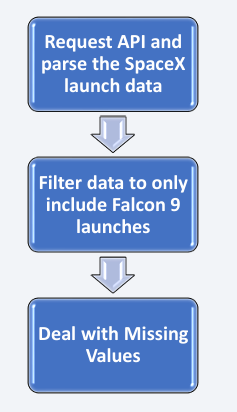 Request API and
parse the SpaceX
launch data
Filter data to only
include Falcon 9
launches
Deal with Missing
Values